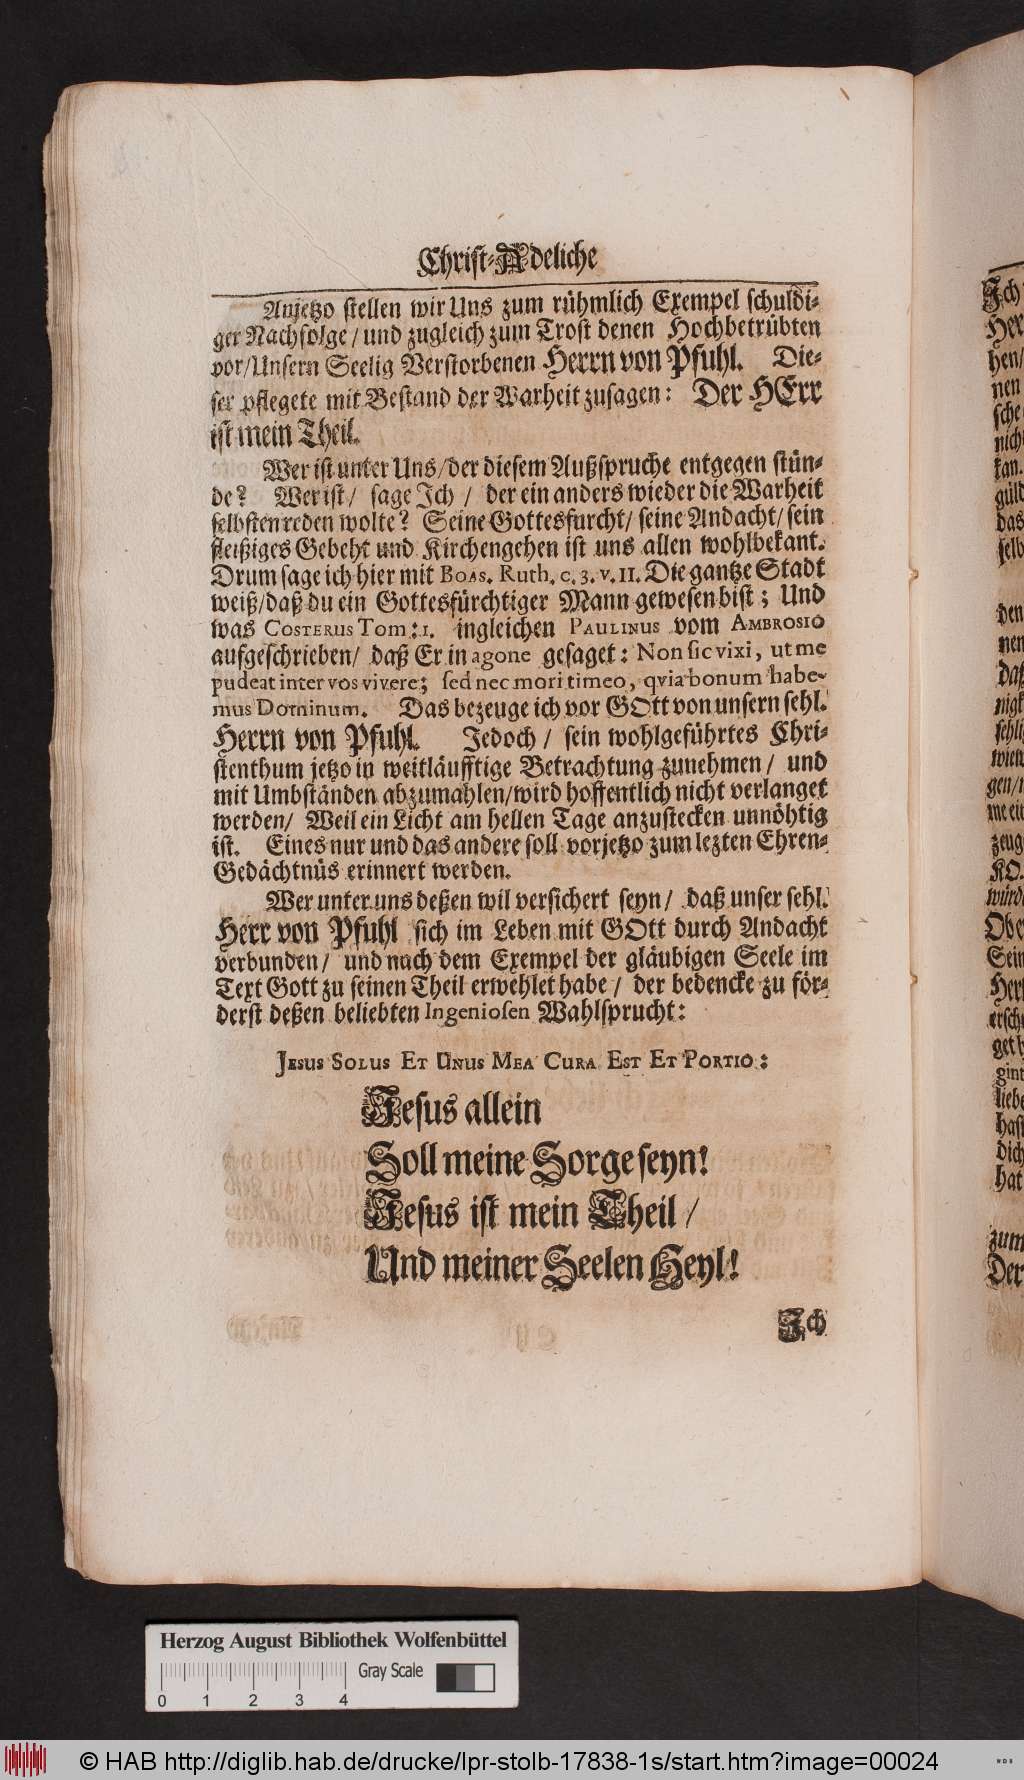 Christ-Adeliche
Anjetzo stellen wir Uns zum rühmlich Exempel schuldi-
ger Nachfolge / und zugleich zum Trost denen Hochbetrübten
vor/Unsern Seelig Verstorbenen Herrn von Pfuhl. Die-
ser pflegete mit Bestand der Warheit zusagen: Der HErr
ist mein Theil.
Wer ist unter Uns/der diesem Außspruche entgegen stün-
de? Wer ist/ sage Ich / der ein anders wieder die Warheit
selbsten reden wolte? Seine Gottesfurcht/ seine Andacht/ sein
fleißiges Gebeht und Kirchengehen ist uns allen wohlbekant.
Drum sage ich hier mit BOAS. Ruth. c. 3. v. II. Die gantze Stadt
weiß/daß du ein Gottesfürchtiger Mann gewesen bist; Und
was COSTERUS Tom: 1. ingleichen PAULINUS vom AMBROSIO
aufgeschrieben/ daß Er in agone gesaget: Non sic vixi, ut me
pudeat inter vos vivere; sed nec mori timeo, qvia bonum habe-
mus Dominum. Das bezeuge ich vor GOtt von unsern sehl.
Herrn von Pfuhl. Jedoch / sein wohlgeführtes Chri-
stenthum jetzo in weitläufftige Betrachtung zunehmen / und
mit Umbständen abzumahlen/wird hoffentlich nicht verlanget
werden/ Weil ein Licht am hellen Tage anzustecken unnöhtig
ist. Eines nur und das andere soll vorjetzo zum lezten Ehren-
Gedächtnüs erinnert werden.
Wer unter uns deßen wil versichert seyn / daß unser sehl.
Herr von Pfuhl sich im Leben mit GOtt durch Andacht
verbunden / und nach dem Exempel der gläubigen Seele im
Text Gott zu seinen Theil erwehlet habe / der bedencke zu för-
derst deßen beliebten Ingeniosen Wahlsprucht:
JESUS SOLUS ET UNUS MEA CURA EST ET PORTIO:
Jesus allein
Soll meine Sorge seyn!
Jesus ist mein Theil /
Und meiner Seelen Heyl!
Ich
Herzog August Bibliothek Wolfenbüttel
Gray Scale
0 1 2 3 4
© HAB http://diglib.hab.de/drucke/lpr-stolb-17838-1s/start.htm?image=00024